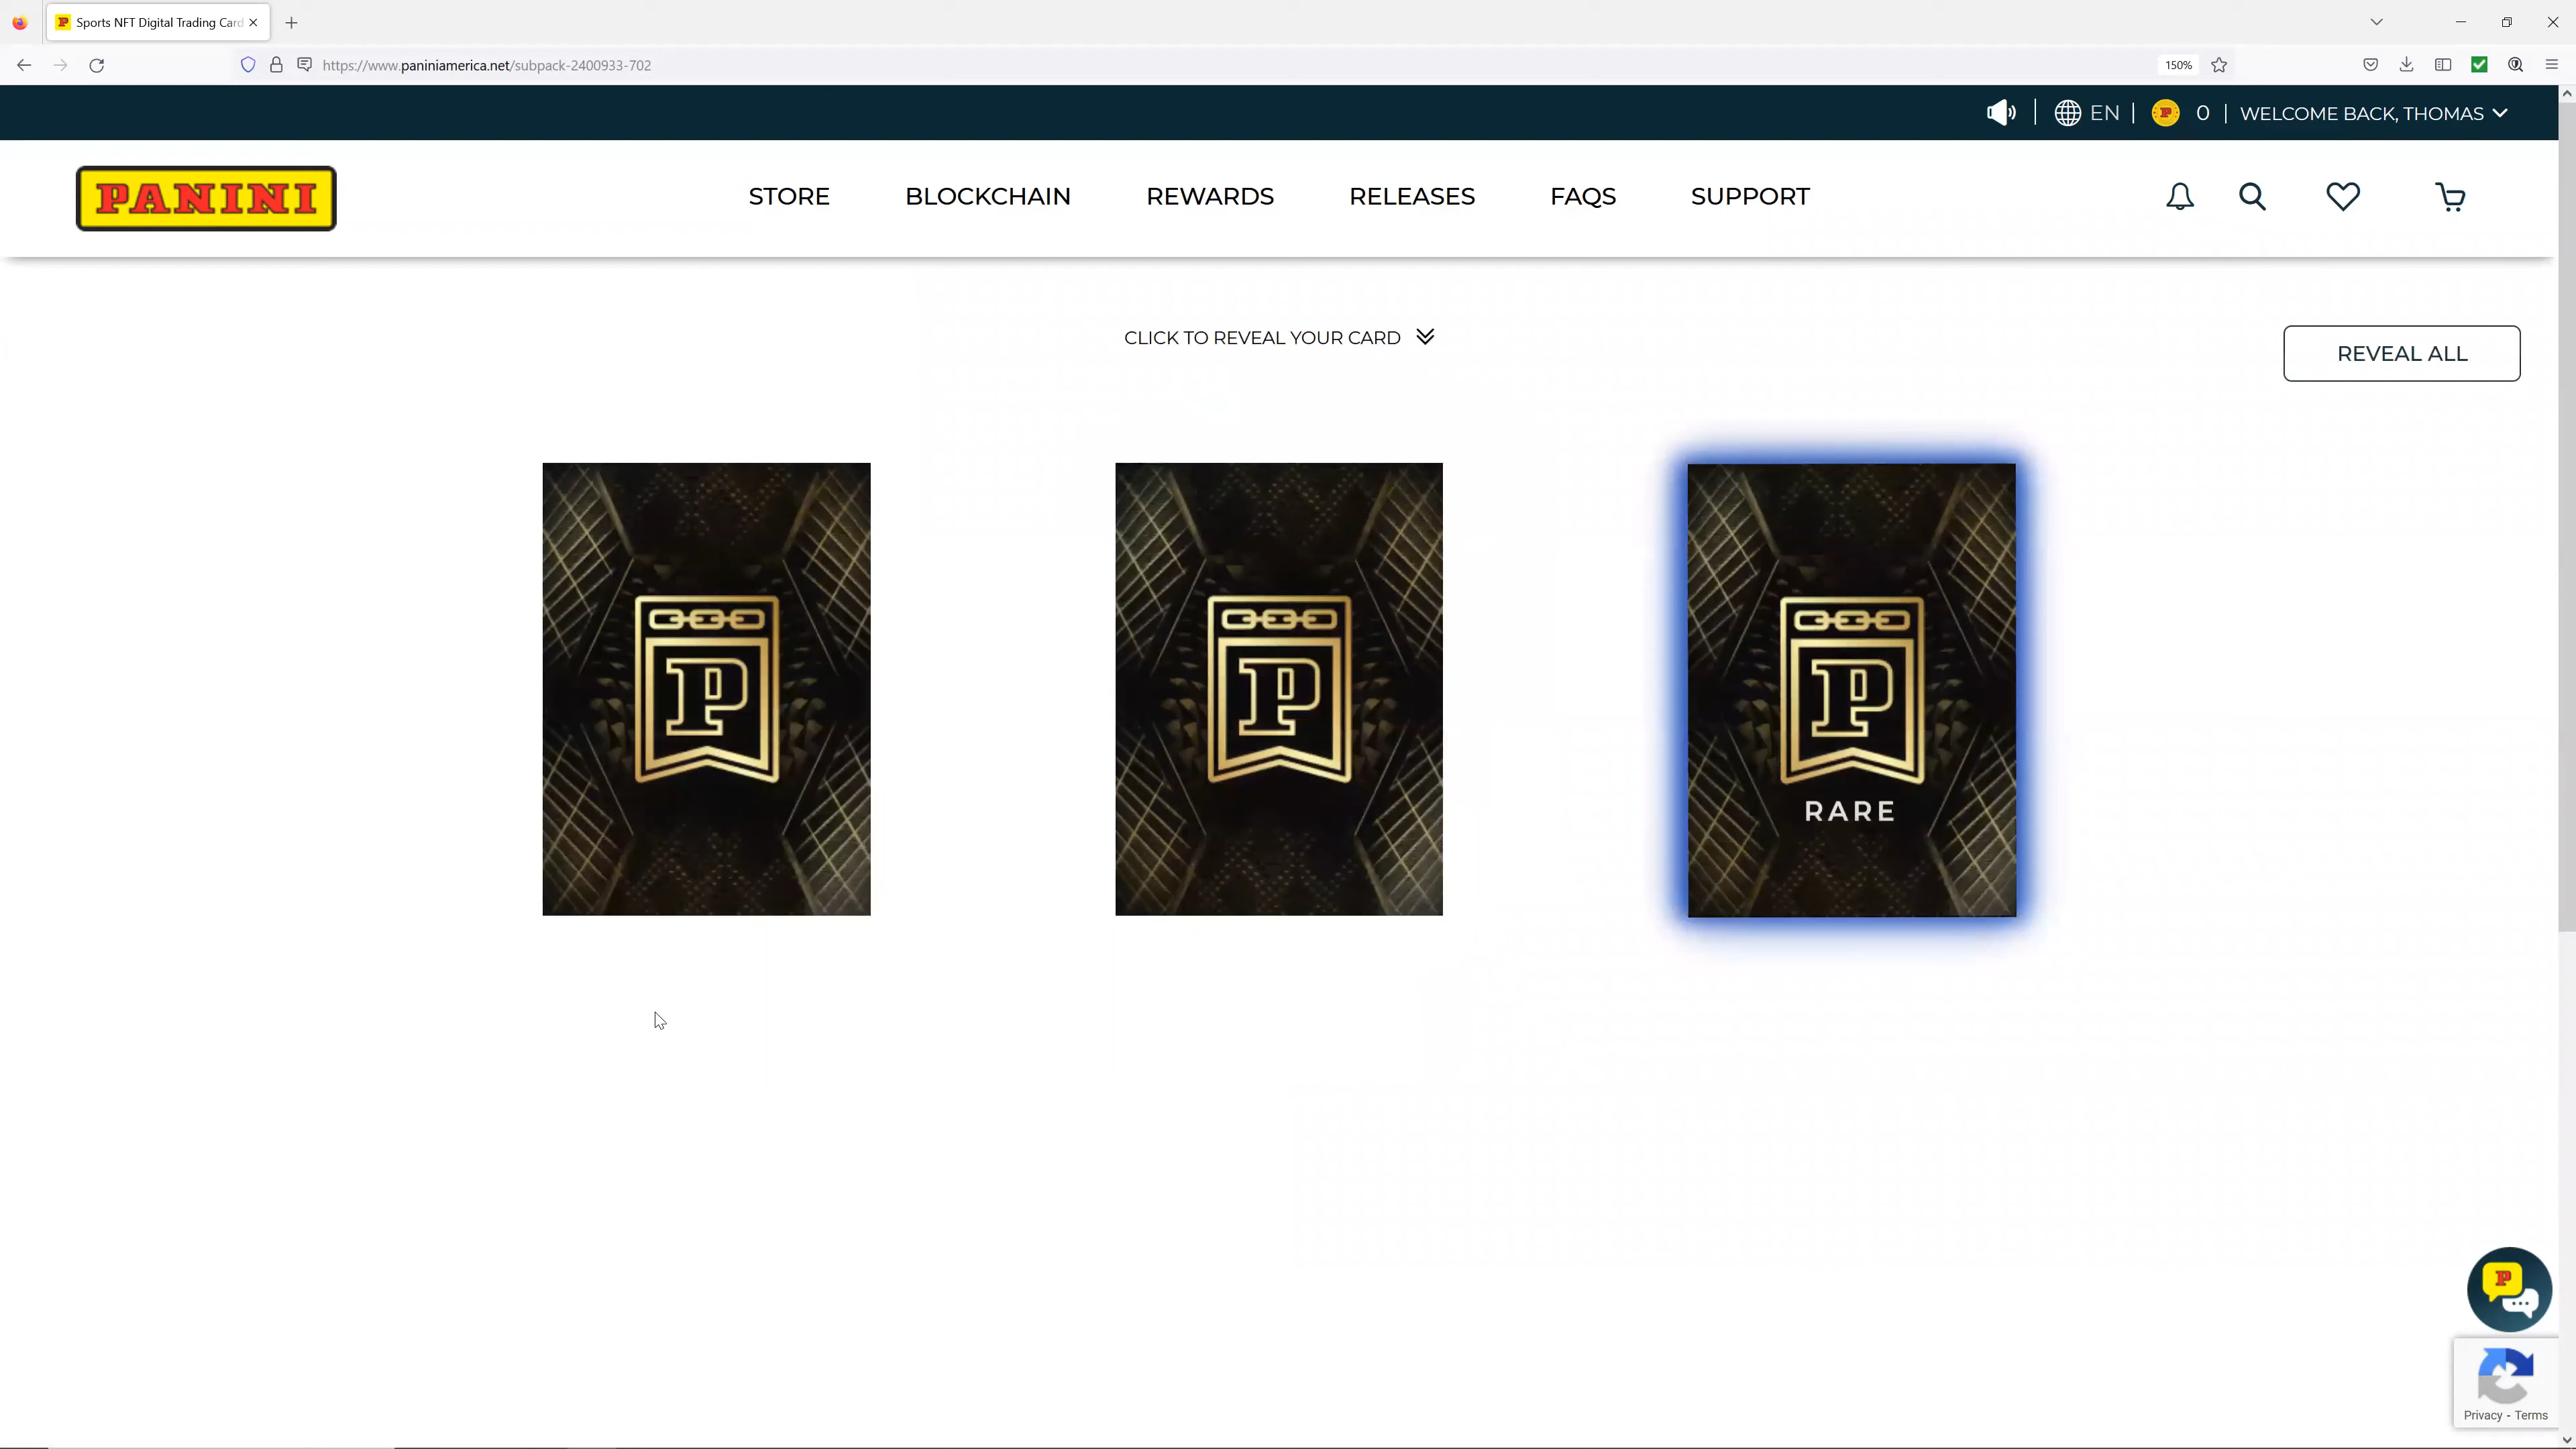 Sports NFT Digital Trading Card
https://www.paniniamerica.net/subpack-2400933-702
150%
EN
P
0
WELCOME BACK, THOMAS
PANINI
STORE
BLOCKCHAIN
REWARDS
RELEASES
FAQS
SUPPORT
CLICK TO REVEAL YOUR CARD
REVEAL ALL
P
P
P
RARE
P
Privacy - Terms